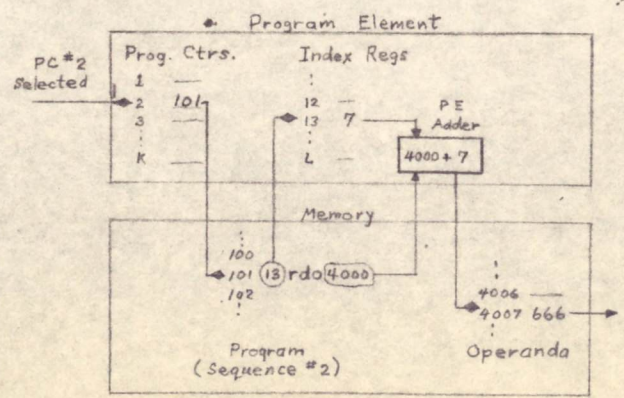 Program Element
PC #2
Selected
Prog. Ctrs.
1
2 101
3
K
Index Regs
12
13 7
L
PE
Adder
4000 + 7
Memory
100
101 13 rdo 4000
102
Program
(Sequence #2)
4006
4007 666
Operanda